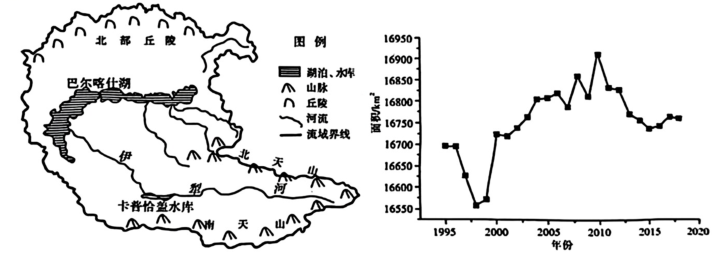 北部丘陵
巴尔喀什湖
伊犁河
北天山
卡普恰盖水库
南天山
图例
湖泊、水库
山脉
丘陵
河流
流域界线
面积/km²
16950
16900
16850
16800
16750
16700
16650
16600
16550
1995
2000
2005
2010
2015
2020
年份